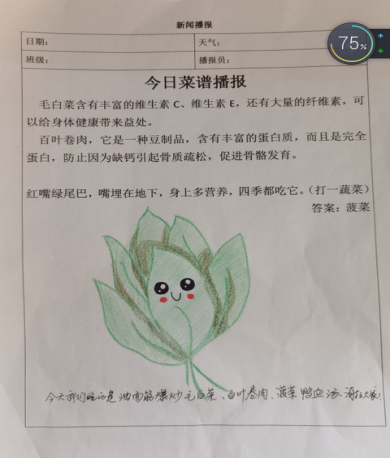 新闻播报
75%
日期： 天气：
班级： 播报员：
今日菜谱播报
毛白菜含有丰富的维生素 C、维生素 E，还有大量的纤维素，可
以给身体健康带来益处。
百叶卷肉，它是一种豆制品，含有丰富的蛋白质，而且是完全
蛋白，防止因为缺钙引起骨质疏松，促进骨骼发育。
红嘴绿尾巴，嘴埋在地下，身上多营养，四季都吃它。（打一蔬菜）
答案：菠菜
今天我们吃的是油面筋爆炒毛白菜、百叶卷肉、菠菜鸭血汤、